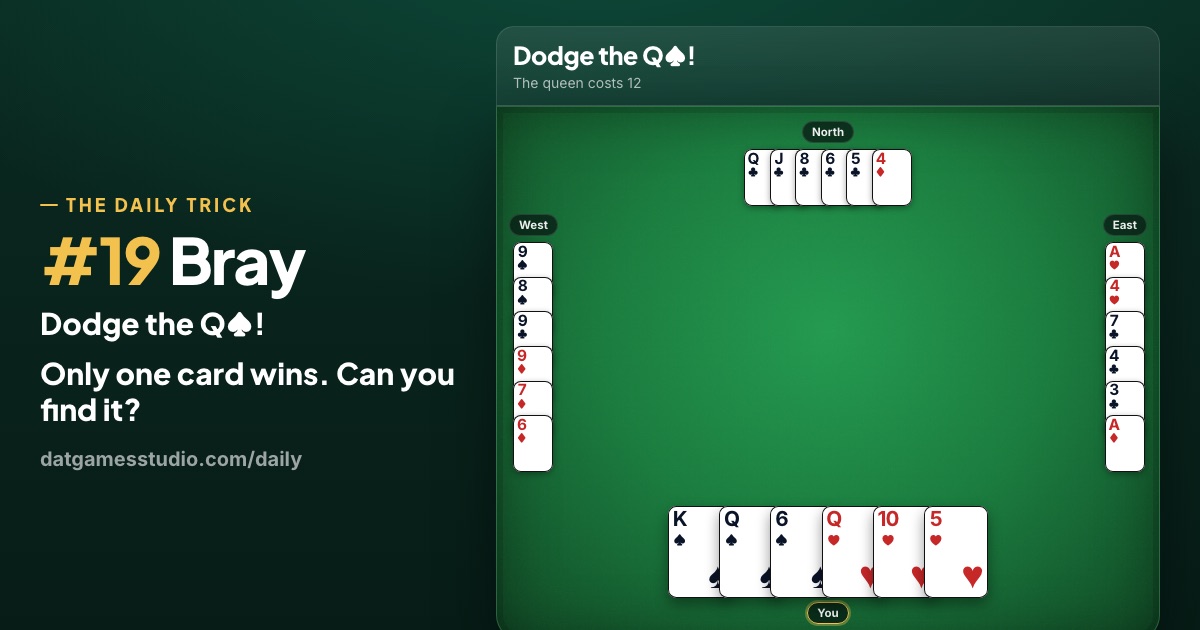 — THE DAILY TRICK
#19 Bray
Dodge the Q♠!
Only one card wins. Can you
find it?
datgamesstudio.com/daily
Dodge the Q♠!
The queen costs 12
North
Q♣ J♣ 8♣ 6♣ 5♣ 4♦
West
9♠
8♠
9♣
9♦
7♦
6♦
East
A♥
4♥
7♣
4♣
3♣
A♦
K♠ Q♠ 6♠ Q♥ 10♥ 5♥
You